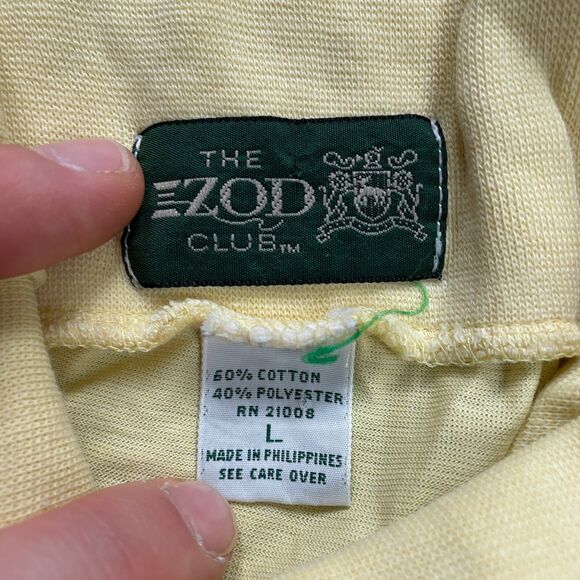 THE
IZOD
CLUB™
60% COTTON
40% POLYESTER
RN 21008
L
MADE IN PHILIPPINES
SEE CARE OVER